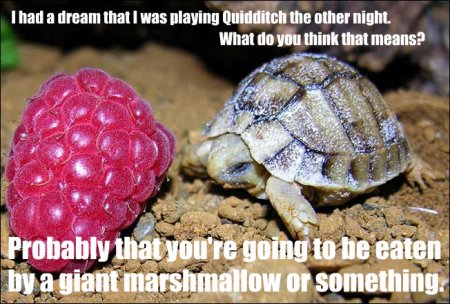 I had a dream that I was playing Quidditch the other night.
What do you think that means?
Probably that you're going to be eaten
by a giant marshmallow or something.